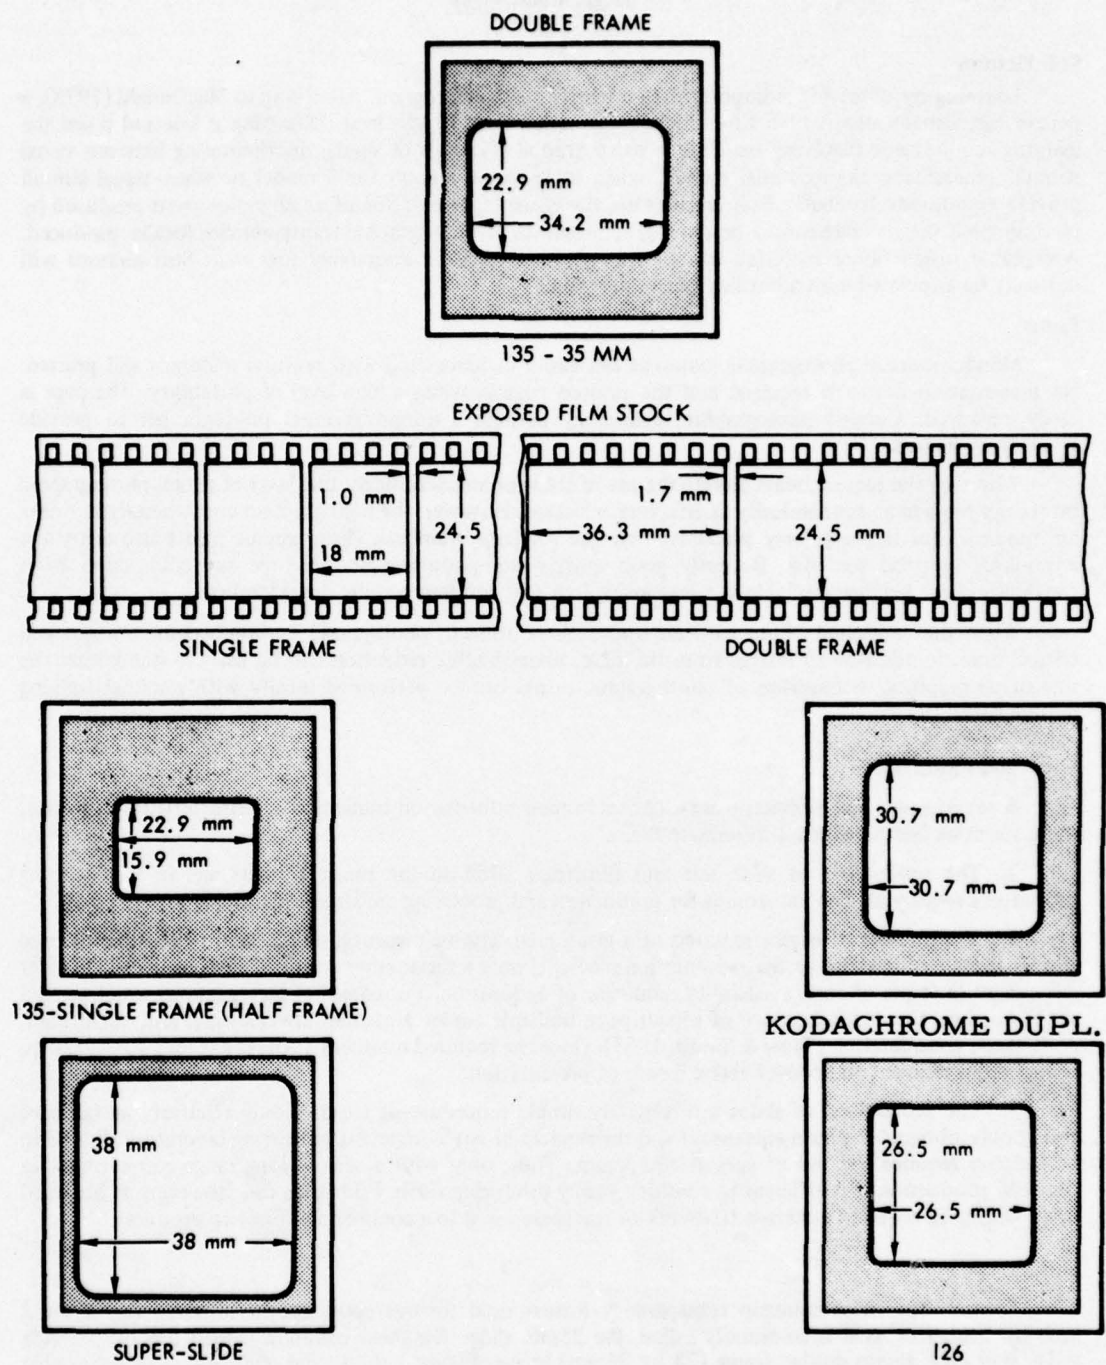 DOUBLE FRAME
22.9 mm
34.2 mm
135 - 35 MM
EXPOSED FILM STOCK
1.0 mm
18 mm
24.5
1.7 mm
36.3 mm
24.5 mm
SINGLE FRAME
DOUBLE FRAME
22.9 mm
15.9 mm
135-SINGLE FRAME (HALF FRAME)
30.7 mm
30.7 mm
KODACHROME DUPL.
38 mm
38 mm
SUPER-SLIDE
26.5 mm
26.5 mm
126